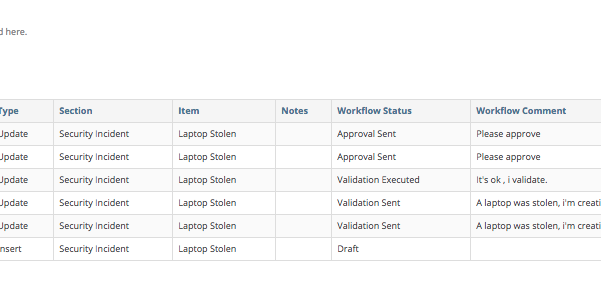 here.
Type Section Item Notes Workflow Status Workflow Comment
Update Security Incident Laptop Stolen Approval Sent Please approve
Update Security Incident Laptop Stolen Approval Sent Please approve
Update Security Incident Laptop Stolen Validation Executed It's ok , i validate.
Update Security Incident Laptop Stolen Validation Sent A laptop was stolen, i'm creati
Update Security Incident Laptop Stolen Validation Sent A laptop was stolen, i'm creati
nsert Security Incident Laptop Stolen Draft